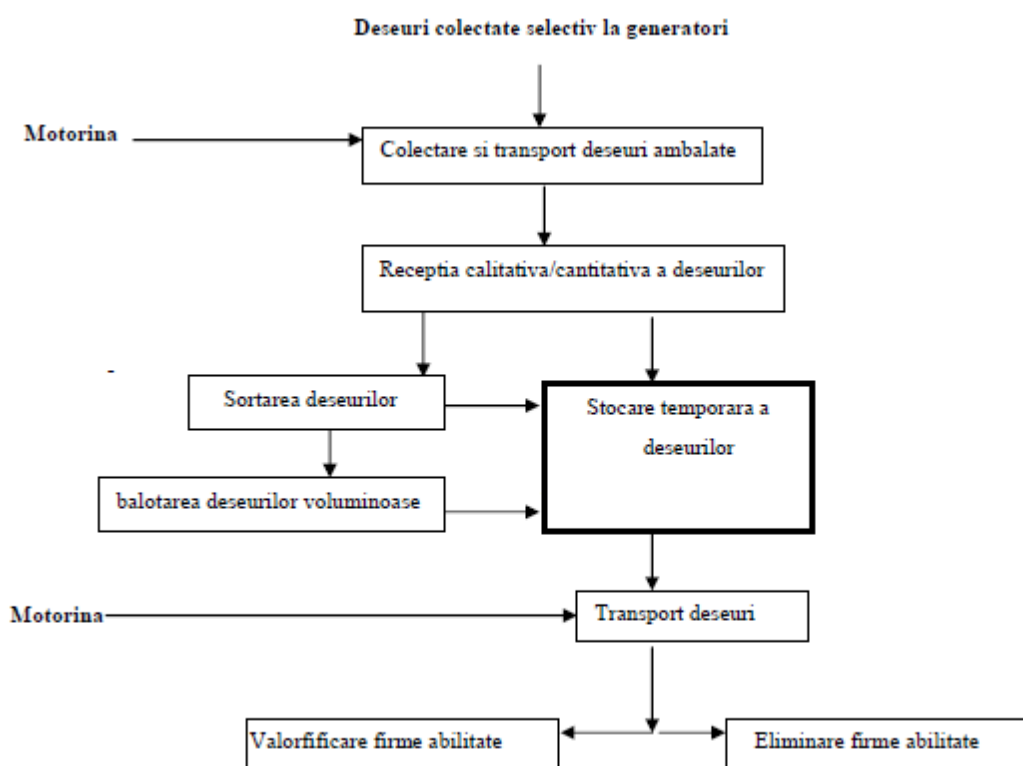 Deseuri colectate selectiv la generatori
Motorina
Colectare si transport deseuri ambalate
Receptia calitativa/cantitativa a deseurilor
-
Sortarea deseurilor
Stocare temporara a
deseurilor
balotarea deseurilor voluminoase
Motorina
Transport deseuri
Valorfificare firme abilitate
Eliminare firme abilitate